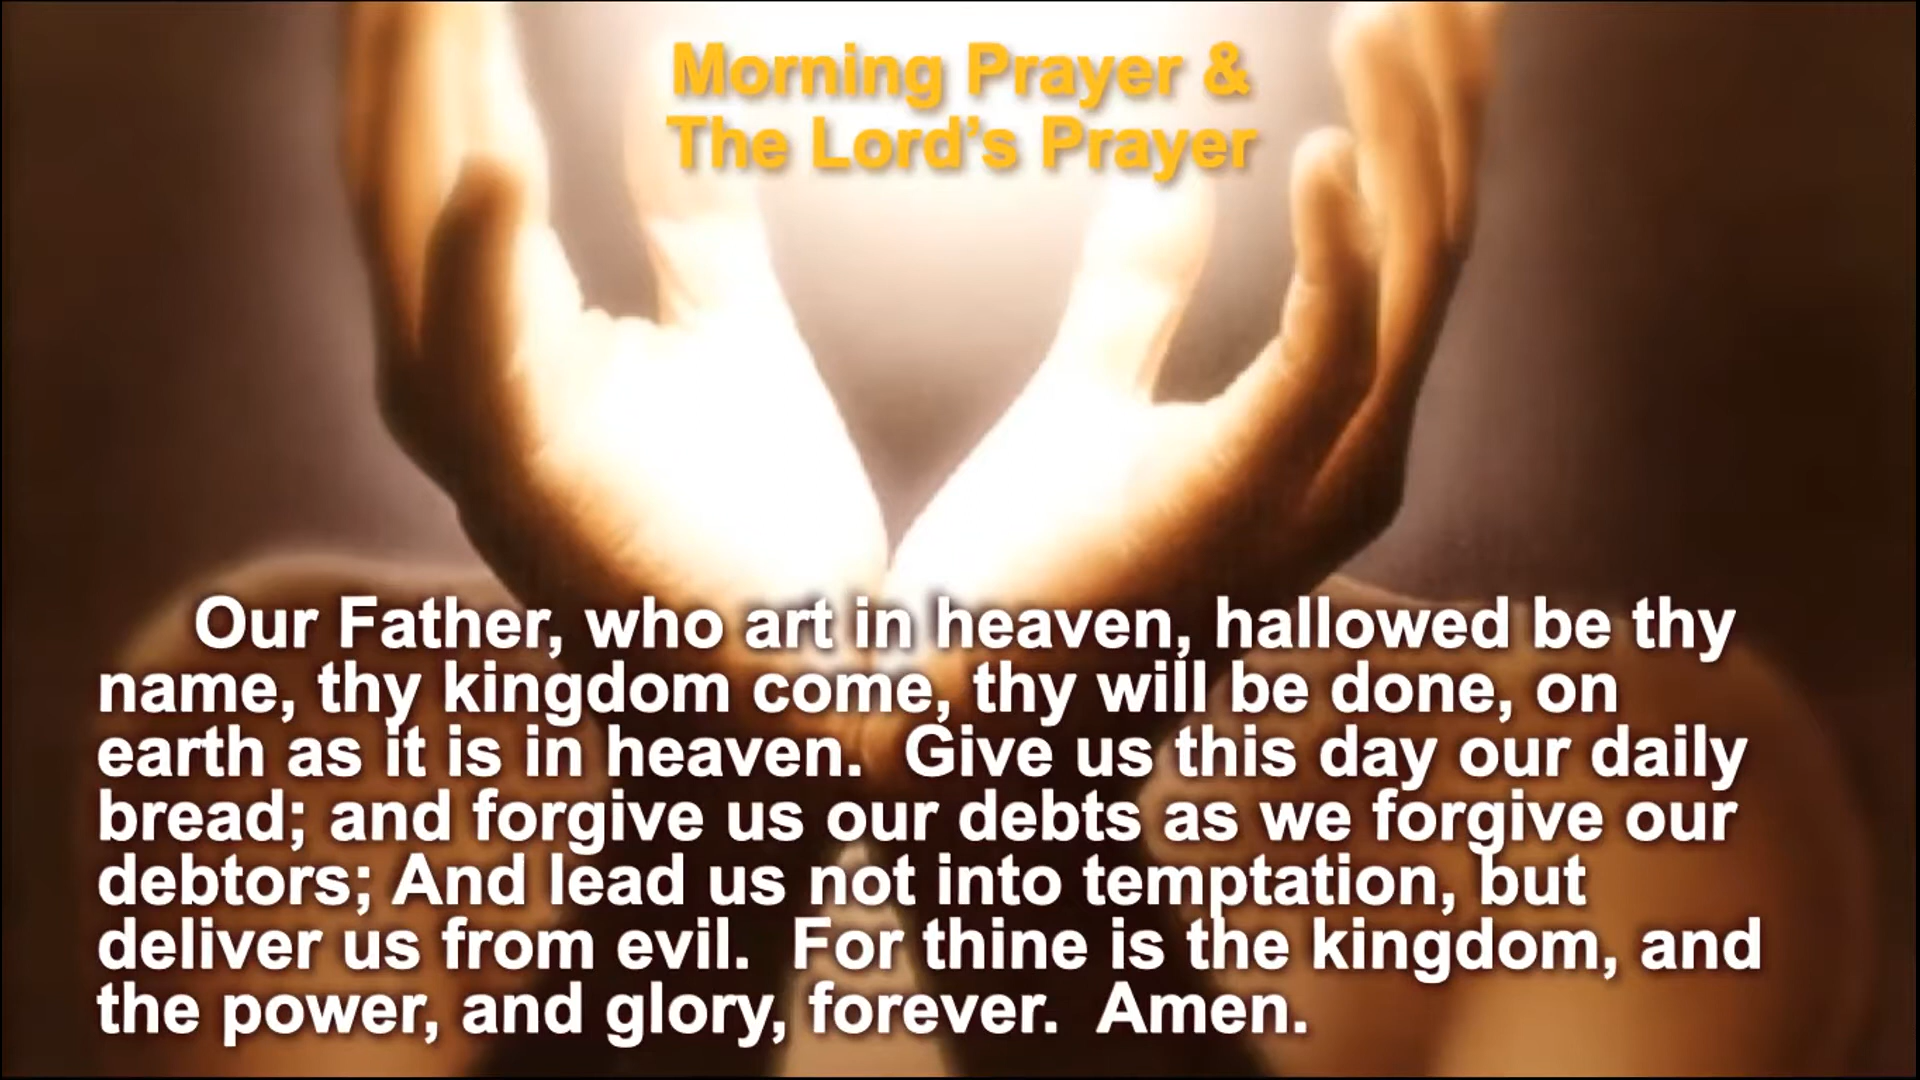 Morning Prayer &
The Lord’s Prayer
Our Father, who art in heaven, hallowed be thy
name, thy kingdom come, thy will be done, on
earth as it is in heaven.  Give us this day our daily
bread; and forgive us our debts as we forgive our
debtors; And lead us not into temptation, but
deliver us from evil.  For thine is the kingdom, and
the power, and glory, forever.  Amen.